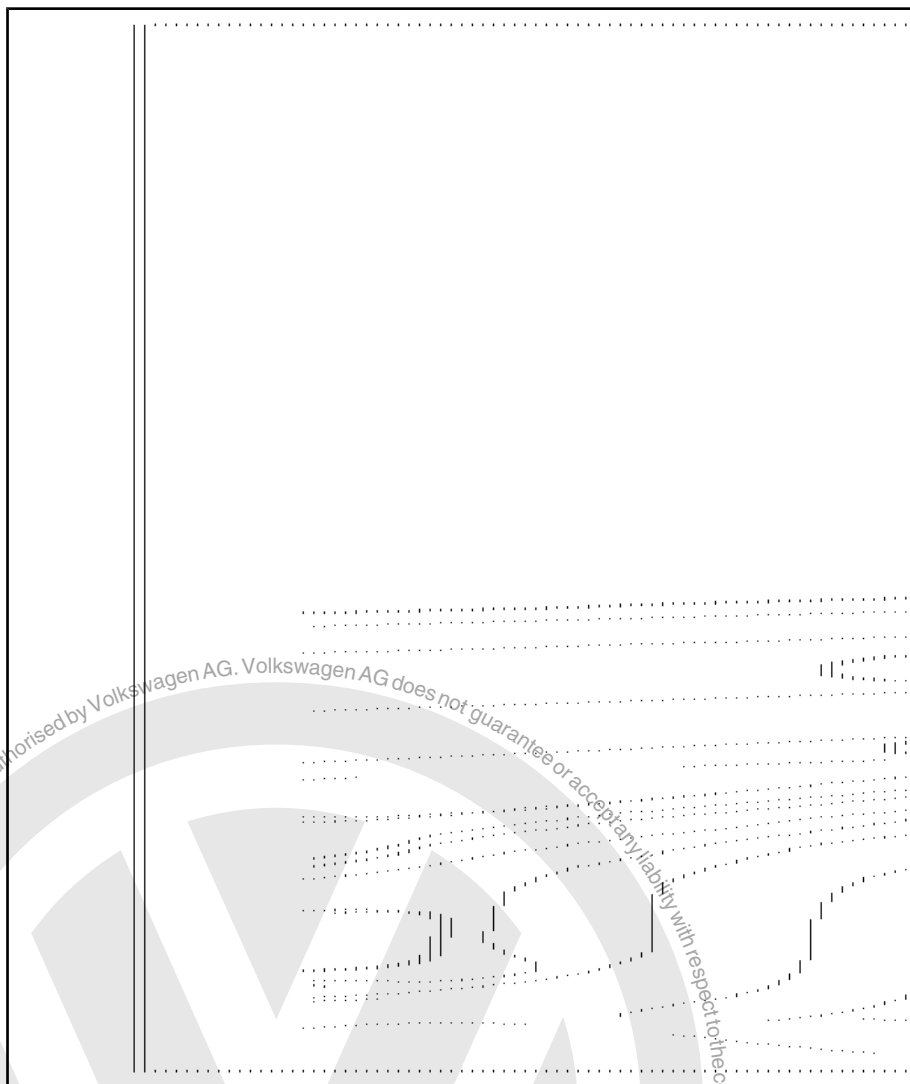 horised by Volkswagen AG. Volkswagen AG does not guarantee or accept any liability with respect to the c